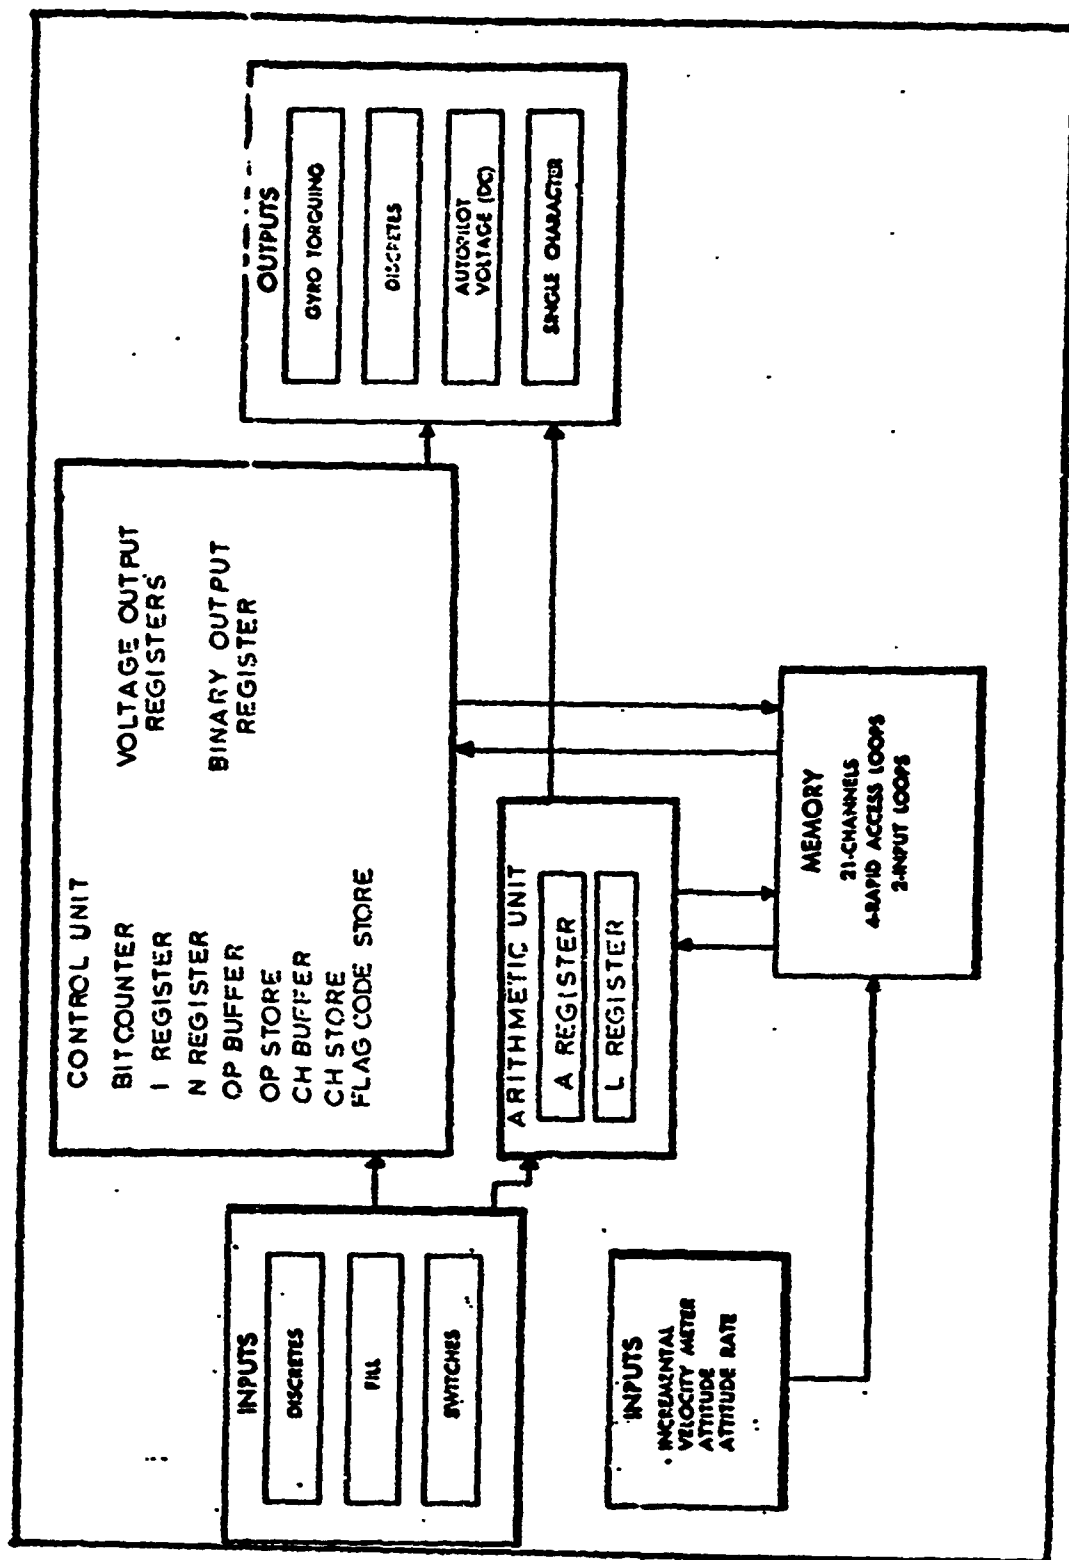 INPUTS
DISCRETES
FILL
SWITCHES
CONTROL UNIT
BIT COUNTER
I REGISTER
N REGISTER
OP BUFFER
OP STORE
CH BUFFER
CH STORE
FLAG CODE STORE
VOLTAGE OUTPUT
REGISTERS
BINARY OUTPUT
REGISTER
OUTPUTS
GYRO TORQUING
DISCRETES
AUTOPILOT
VOLTAGE (DC)
SINGLE CHARACTER
ARITHMETIC UNIT
A REGISTER
L REGISTER
INPUTS
INCREMENTAL
VELOCITY METER
ATTITUDE
ATTITUDE RATE
MEMORY
21-CHANNELS
4-RAPID ACCESS LOOPS
2-INPUT LOOPS